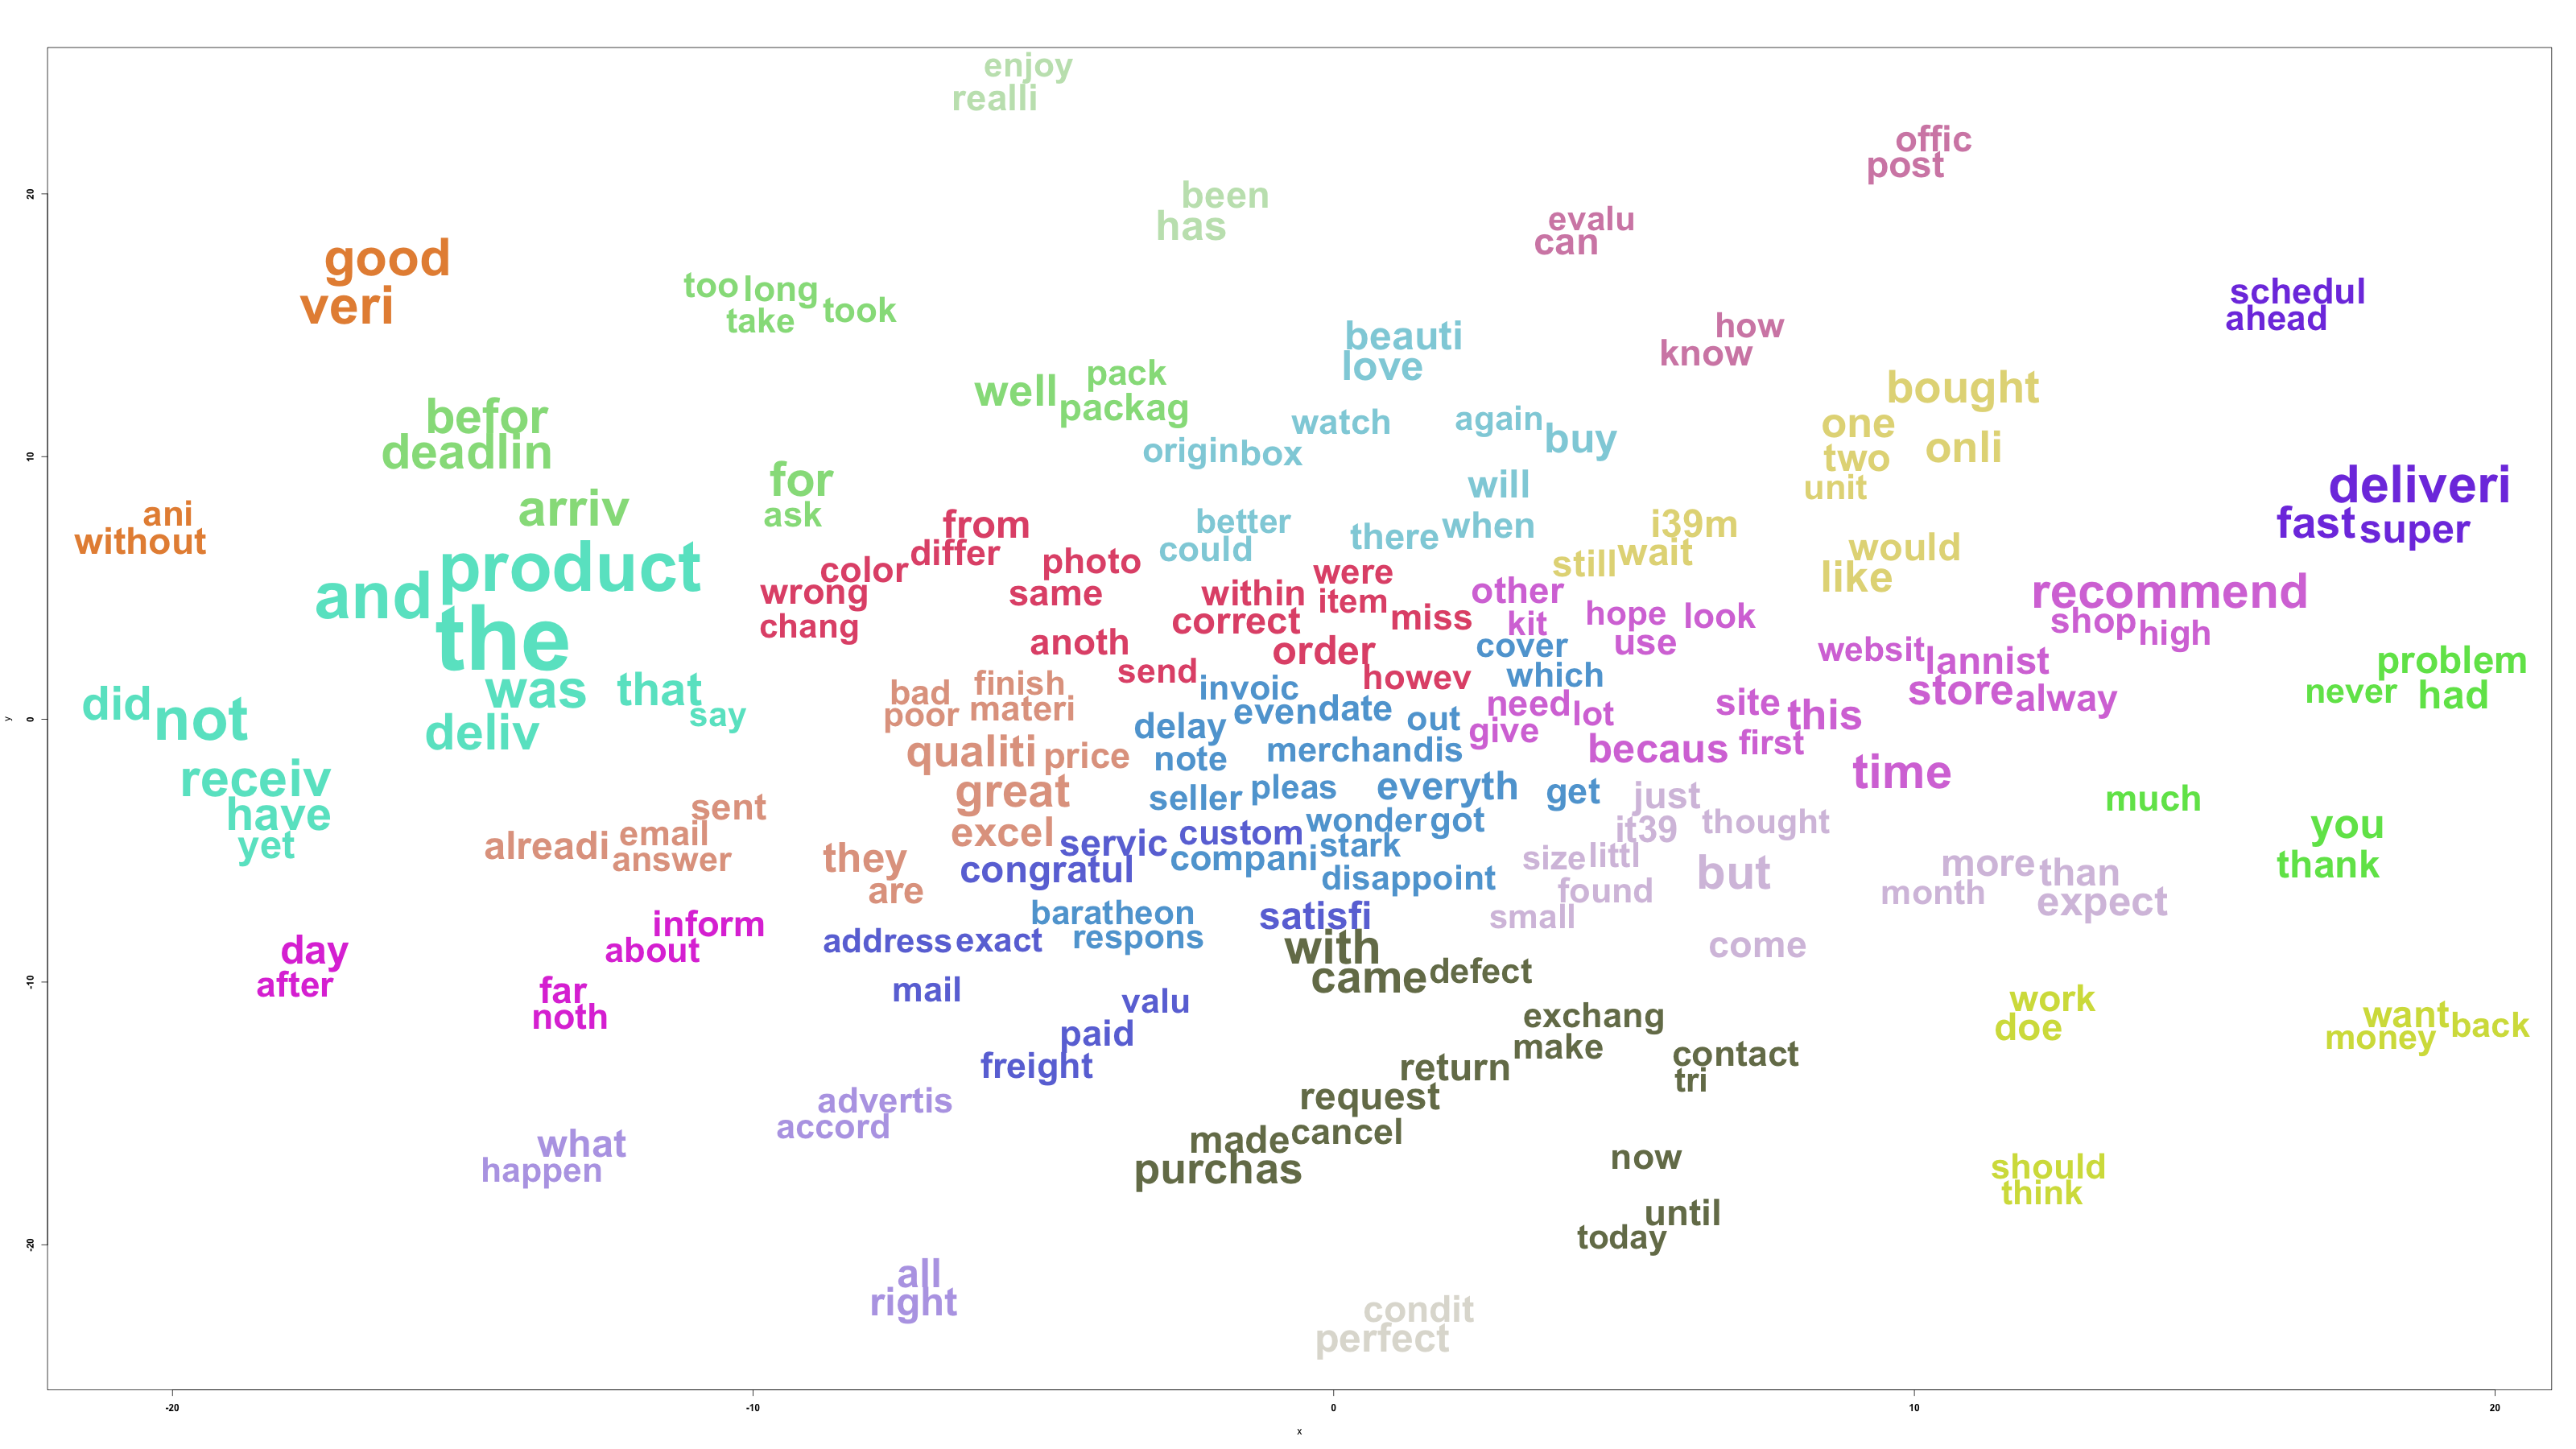 enjoy
realli
offic
post
20
been
has
evalu
can
good
veri
too long
take took
schedul
ahead
how
know
beauti
love
pack
well packag
bought
one
onli
two
unit
befor
deadlin
watch again buy
10
origin box
for
ask
will
deliveri
fast super
ani
without
arriv
from
differ
better
could
there when
i39m
still wait
would
like
and product
the
color
wrong
chang
photo
same
anoth
send
within
correct
were
item miss
order
howev
other
kit
hope look
use
cover
which
recommend
shop high
websit lannist
store alway
problem
never had
did not
was that
say
deliv
y
0
bad finish
poor materi
qualiti price
great
excel
invoic
delay even date out
note merchandis
seller pleas everyth get
need lot
give
site this
becaus first
time
receiv
have
yet
sent
alreadi email
answer
they
are
servic custom wonder got
congratul compani stark
disappoint
just
it39 thought
size littl but
found
small
come
much
you
thank
more than
month expect
inform
about
day
after
far
noth
-10
baratheon
address exact respons
satisfi
with
came defect
mail
valu
paid
freight
work
doe
want back
money
exchang
make
return
contact
tri
request
cancel
made
purchas
advertis
accord
what
happen
now
until
today
should
think
-20
all
right
condit
perfect
-20 -10 0 10 20
x